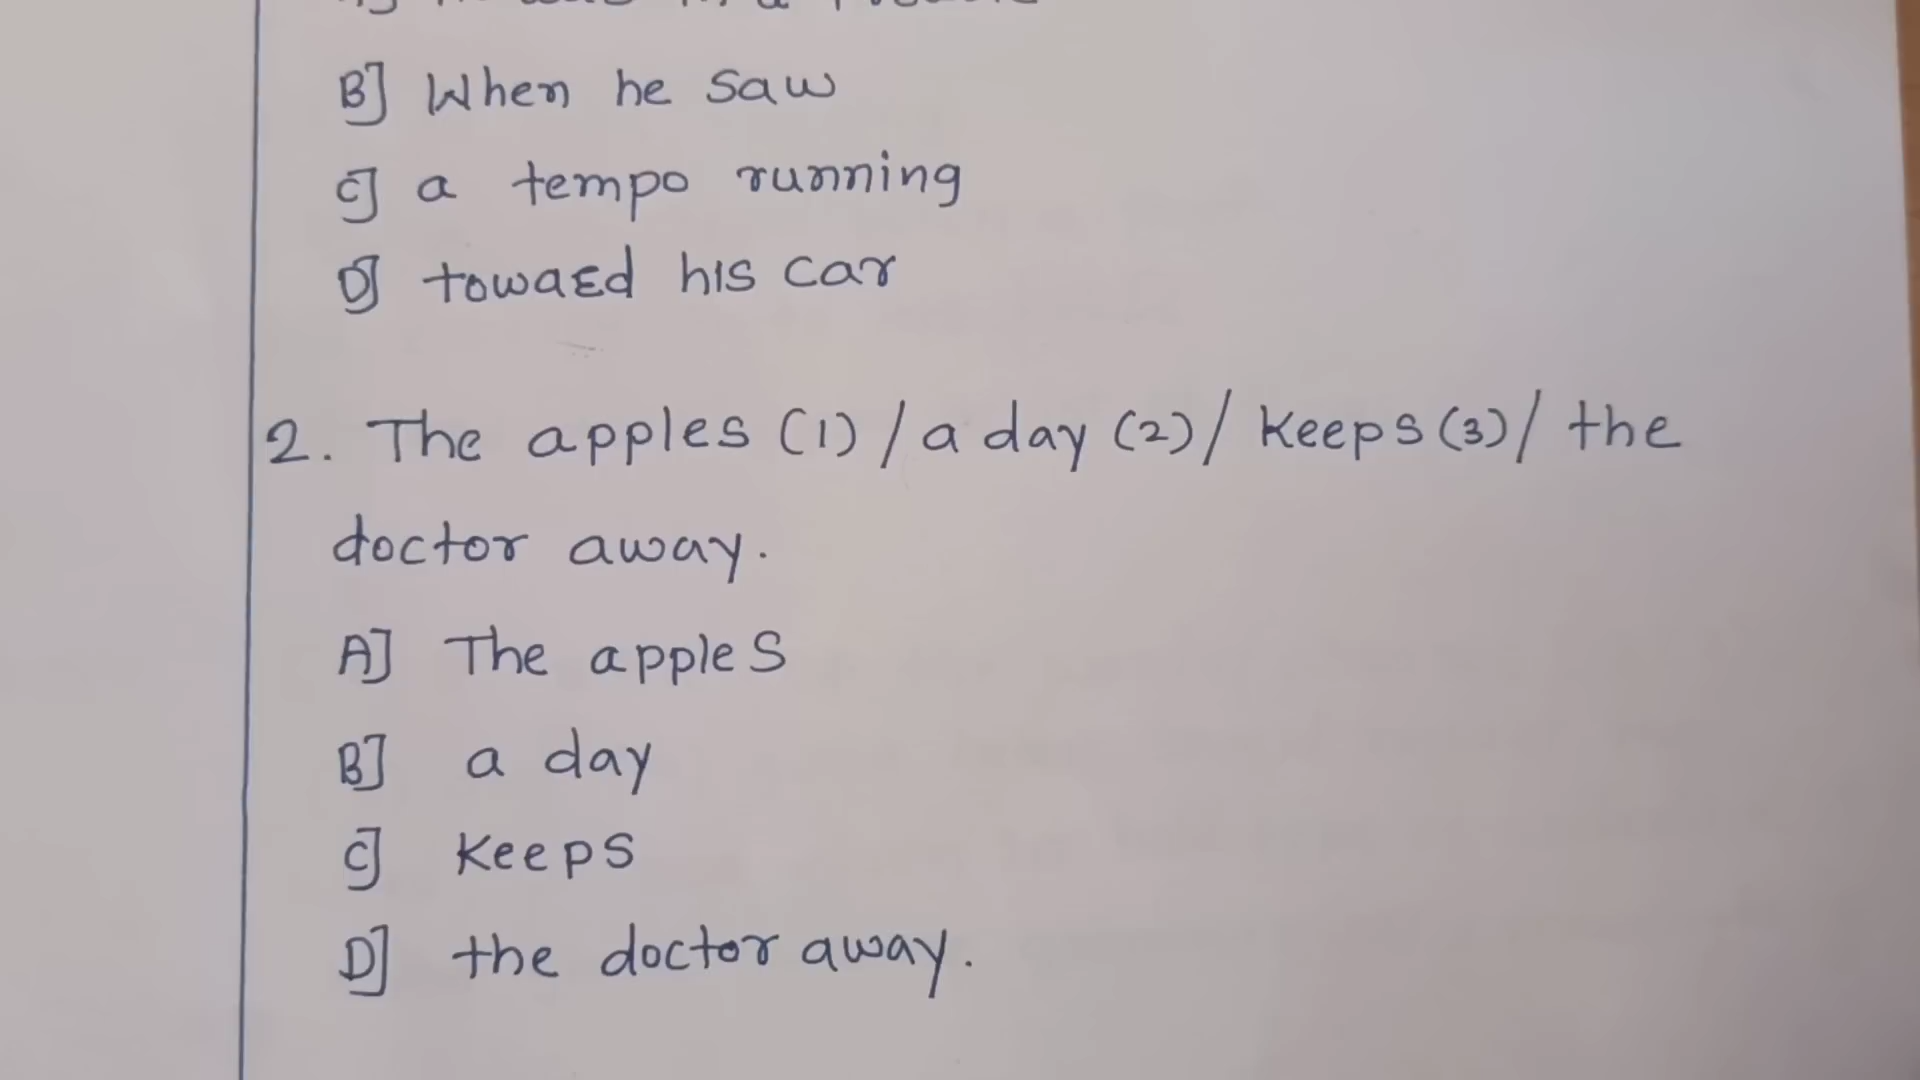 B] When he saw
C] a tempo running
D] toward his car
2. The apples (1) / a day (2) / keeps (3) / the
doctor away.
A] The apples
B] a day
C] Keeps
D] the doctor away.